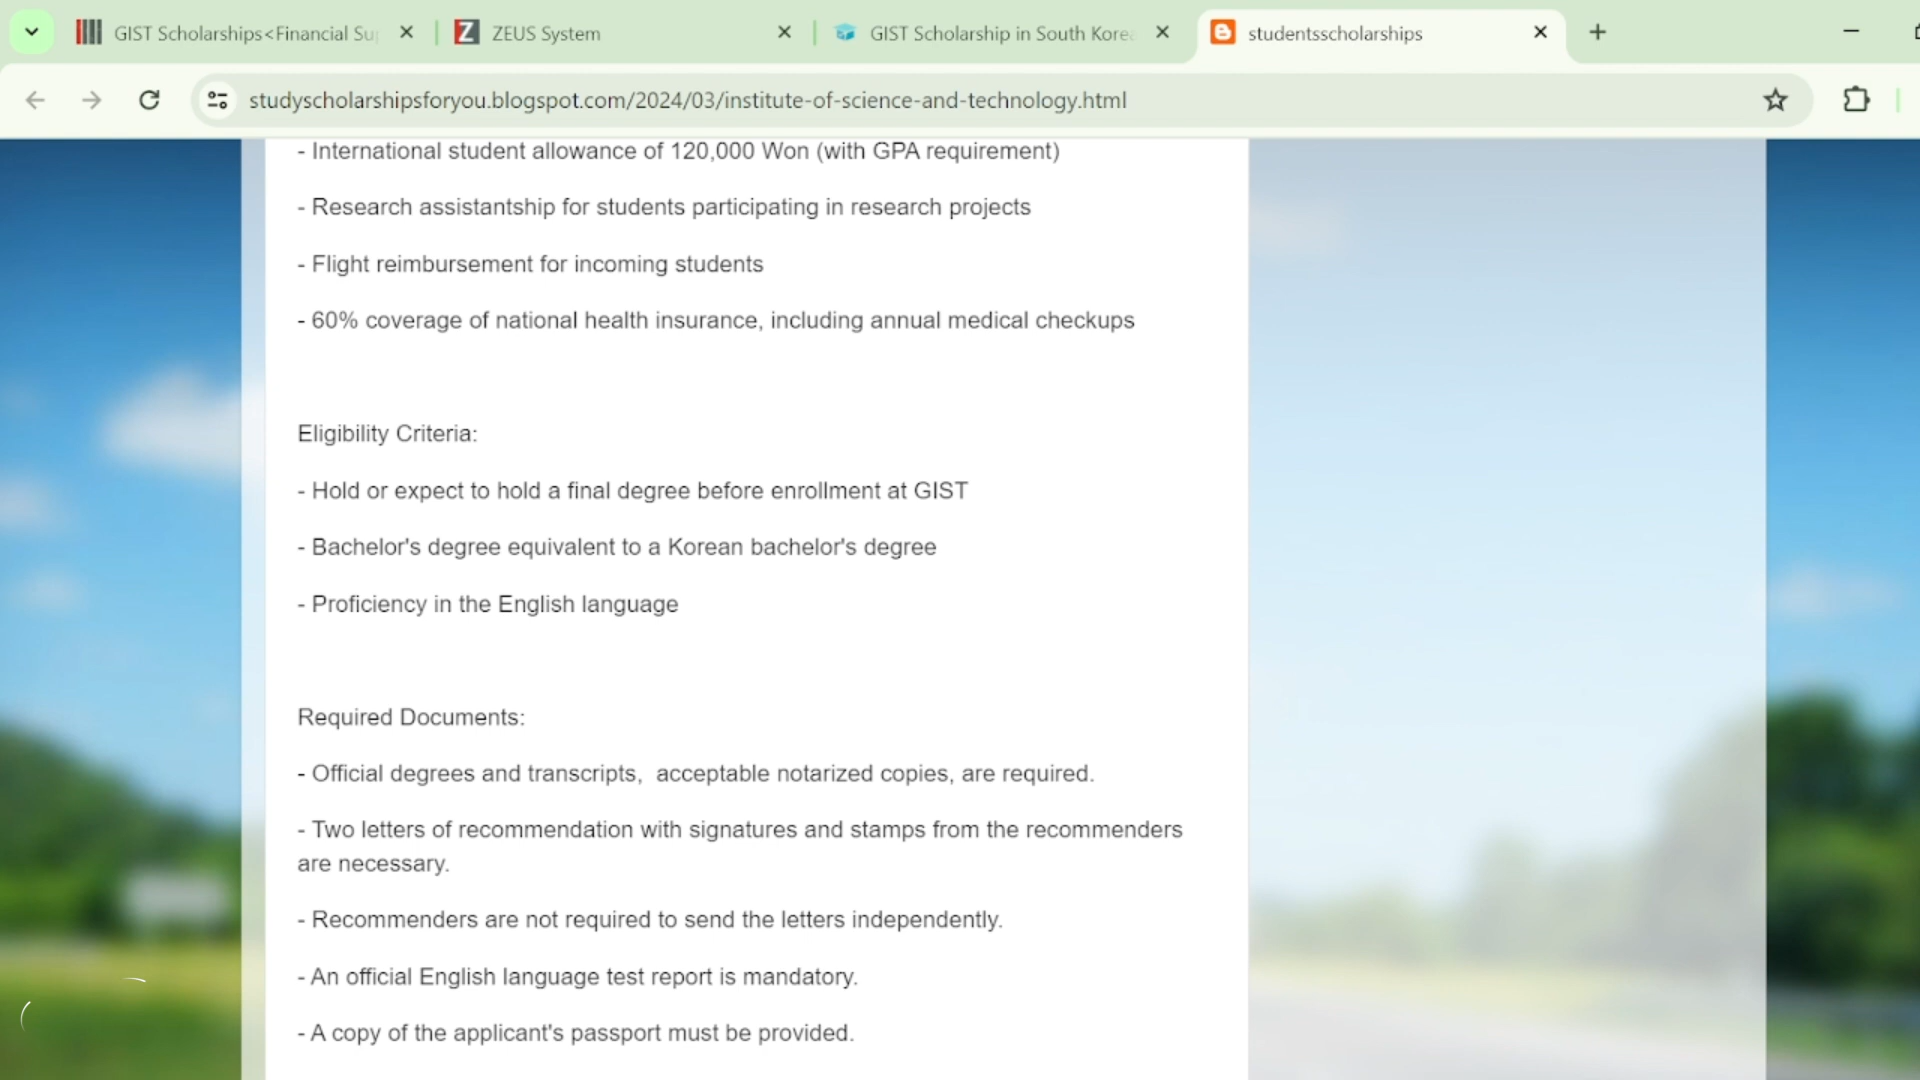 GIST Scholarships<Financial Su
ZEUS System
GIST Scholarship in South Kore
studentsscholarships
studyscholarshipsforyou.blogspot.com/2024/03/institute-of-science-and-technology.html
- International student allowance of 120,000 Won (with GPA requirement)
- Research assistantship for students participating in research projects
- Flight reimbursement for incoming students
- 60% coverage of national health insurance, including annual medical checkups
Eligibility Criteria:
- Hold or expect to hold a final degree before enrollment at GIST
- Bachelor's degree equivalent to a Korean bachelor's degree
- Proficiency in the English language
Required Documents:
- Official degrees and transcripts,  acceptable notarized copies, are required.
- Two letters of recommendation with signatures and stamps from the recommenders
are necessary.
- Recommenders are not required to send the letters independently.
- An official English language test report is mandatory.
- A copy of the applicant's passport must be provided.